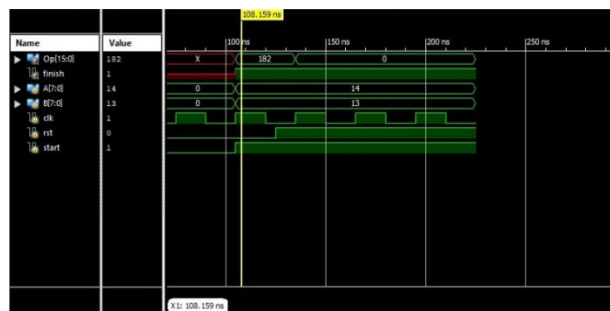 108.159 ns
Name Value 100 ns 150 ns 200 ns 250 ns
Op[15:0] 182 X 182 0
finish 1
A[7:0] 14 0 14
B[7:0] 13 0 13
clk 1
rst 0
start 1
X1: 108.159 ns